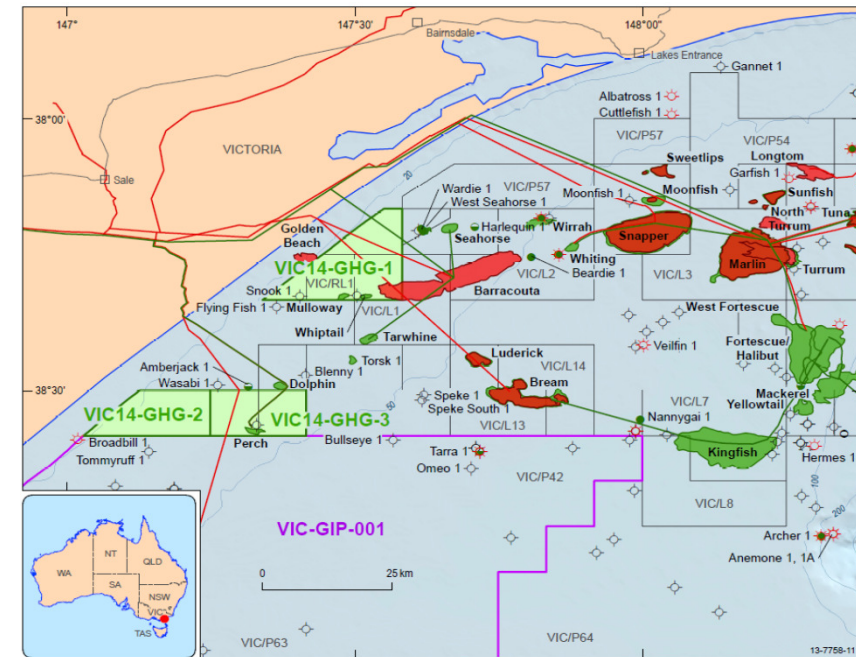 147°
147°30'
148°00'
Bairnsdale
Lakes Entrance
Gannet 1
Albatross 1
Cuttlefish 1
38°00'
VICTORIA
VIC/P57
VIC/P54
Sweetlips
Longtom
Garfish 1
Sale
20
Wardie 1
VIC/P57
Moonfish 1
Moonfish
Sunfish
West Seahorse 1
Harlequin 1
Wirrah
North
Turrum
Tuna
Golden
Beach
Seahorse
Snapper
VIC14-GHG-1
Whiting
Marlin
VIC/RL1
VIC/L2
Beardie 1
VIC/L3
Turrum
Snook 1
Barracouta
Flying Fish 1
Mulloway
VIC/L1
West Fortescue
Whiptail
Tarwhine
Fortescue/
Halibut
Veilfin 1
Luderick
Torsk 1
VIC/L14
Amberjack 1
Blenny 1
Wasabi 1
Dolphin
Bream
Mackerel
38°30'
Speke 1
Yellowtail
VIC14-GHG-2
VIC14-GHG-3
50
Speke South 1
VIC/L7
Nannygai 1
VIC/L13
Broadbill 1
Perch
Bullseye 1
Tarra 1
Kingfish
Hermes 1
Tommyruff 1
Omeo 1
VIC/P42
VIC/L8
100
200
VIC-GIP-001
Archer 1
Anemone 1, 1A
NT
QLD
WA
SA
NSW
VIC
TAS
0
25 km
VIC/P63
VIC/P64
13-7758-11